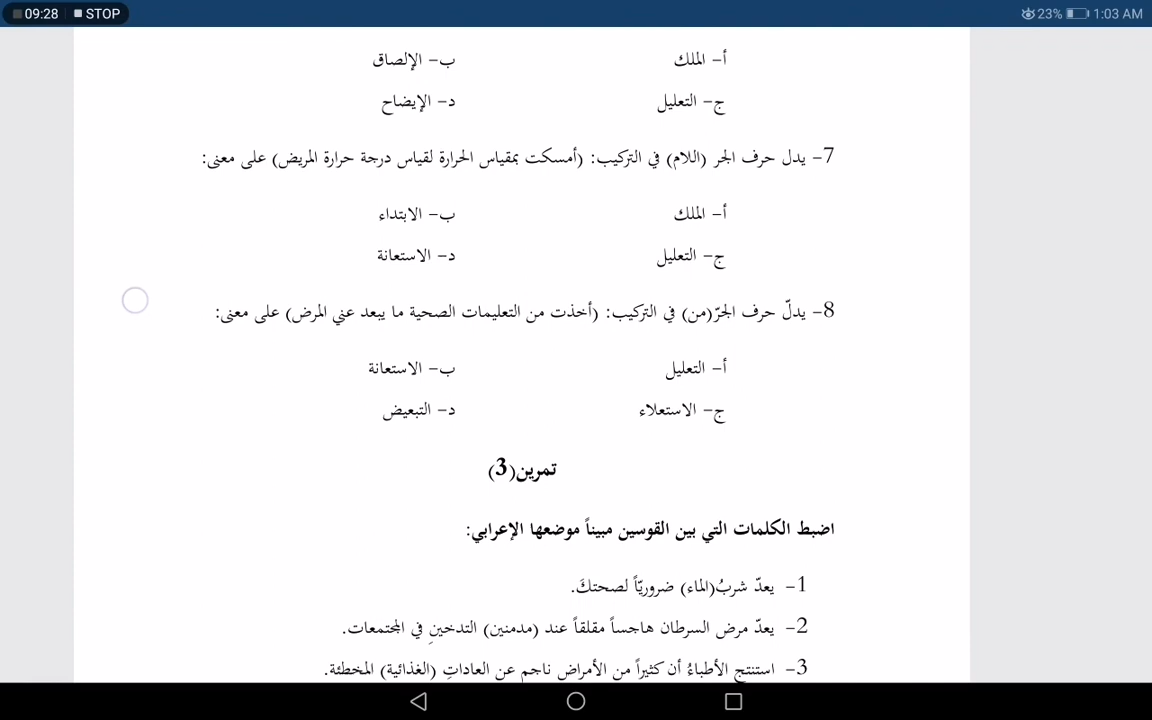 09:28 STOP 23% 1:03 AM
أ- الملك ب- الإلصاق
ج- التعليل د- الإيضاح
7- يدل حرف الجر (اللام) في التركيب: (أمسكت بمقياس الحرارة لقياس درجة حرارة المريض) على معنى:
أ- الملك ب- الابتداء
ج- التعليل د- الاستعانة
8- يدلّ حرف الجرّ(من) في التركيب: (أخذت من التعليمات الصحية ما يبعد عني المرض) على معنى:
أ- التعليل ب- الاستعانة
ج- الاستعلاء د- التبعيض
تمرين(3)
اضبط الكلمات التي بين القوسين مبيناً موضعها الإعرابي:
1- يعدّ شربُ(الماء) ضروريّاً لصحتكَ.
2- يعدّ مرض السرطان هاجساً مقلقاً عند (مدمنين) التدخينِ في المجتمعات.
3- استنتج الأطباءُ أن كثيراً من الأمراض ناجم عن العاداتِ (الغذائية) المخطئة.